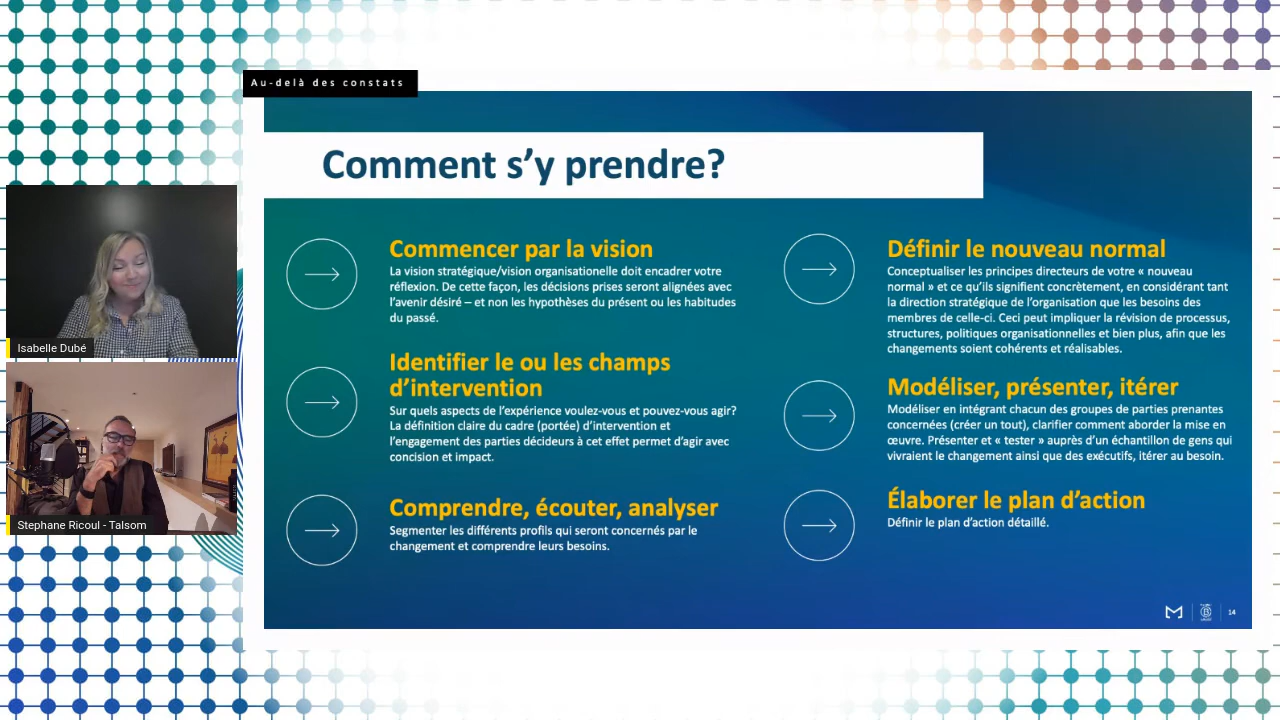 Au-delà des constats
Comment s’y prendre?
Commencer par la vision
La vision stratégique/vision organisationelle doit encadrer votre
réflexion. De cette façon, les décisions prises seront alignées avec
l’avenir désiré – et non les hypothèses du présent ou les habitudes
du passé.
Identifier le ou les champs
d’intervention
Sur quels aspects de l’expérience voulez-vous et pouvez-vous agir?
La définition claire du cadre (portée) d’intervention et
l’engagement des parties décideurs à cet effet permet d’agir avec
concision et impact.
Comprendre, écouter, analyser
Segmenter les différents profils qui seront concernés par le
changement et comprendre leurs besoins.
Définir le nouveau normal
Conceptualiser les principes directeurs de votre « nouveau
normal » et ce qu’ils signifient concrètement, en considérant tant
la direction stratégique de l’organisation que les besoins des
membres de celle-ci. Ceci peut impliquer la révision de processus,
structures, politiques organisationnelles et bien plus, afin que les
changements soient cohérents et réalisables.
Modéliser, présenter, itérer
Modéliser en intégrant chacun des groupes de parties prenantes
concernées (créer un tout), clarifier comment aborder la mise en
œuvre. Présenter et « tester » auprès d’un échantillon de gens qui
vivraient le changement ainsi que des exécutifs, itérer au besoin.
Élaborer le plan d’action
Définir le plan d’action détaillé.
14
Isabelle Dubé
Stephane Ricoul - Talsom